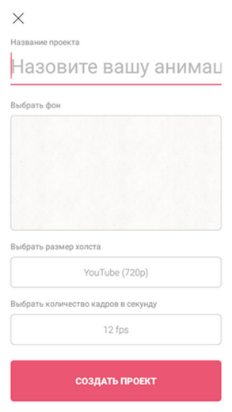 Название проекта
Назовите вашу анимац
Выбрать фон
Выбрать размер холста
YouTube (720p)
Выбрать количество кадров в секунду
12 fps
СОЗДАТЬ ПРОЕКТ